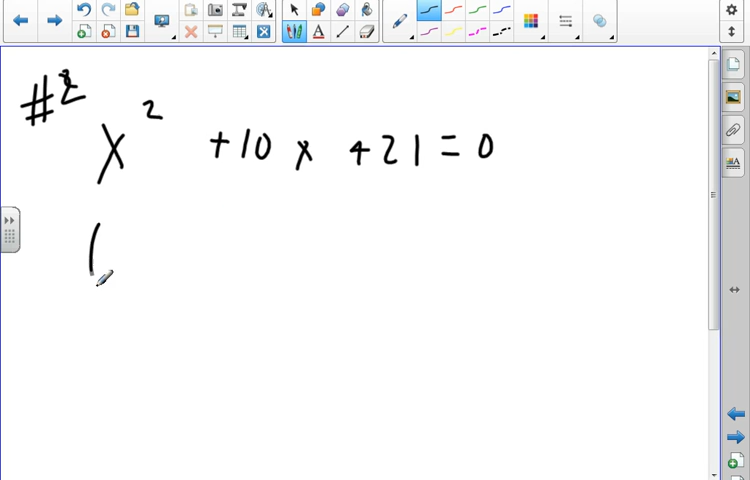 #2
x² +10x +21=0
(